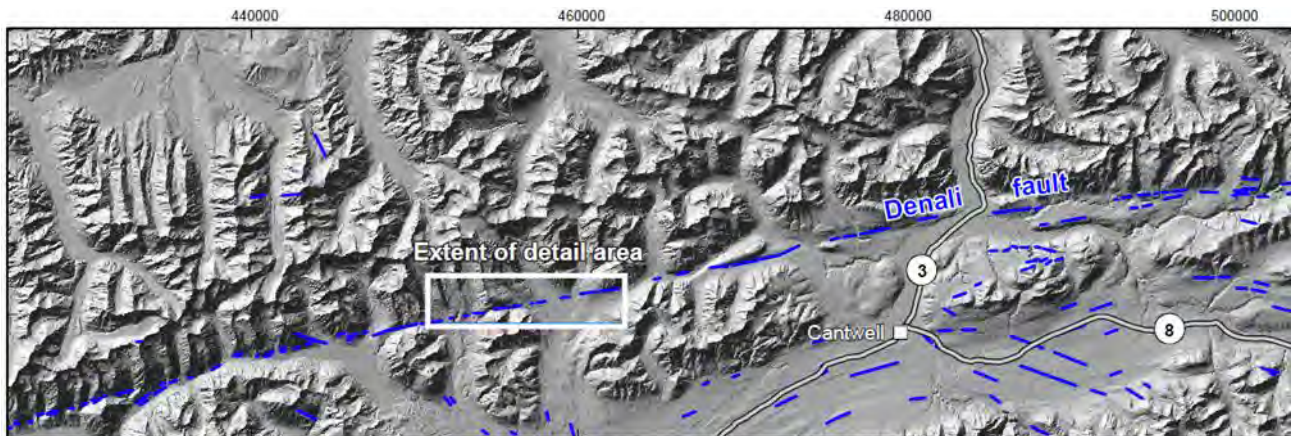 440000
460000
480000
500000
Denali fault
Extent of detail area
3
Cantwell
8